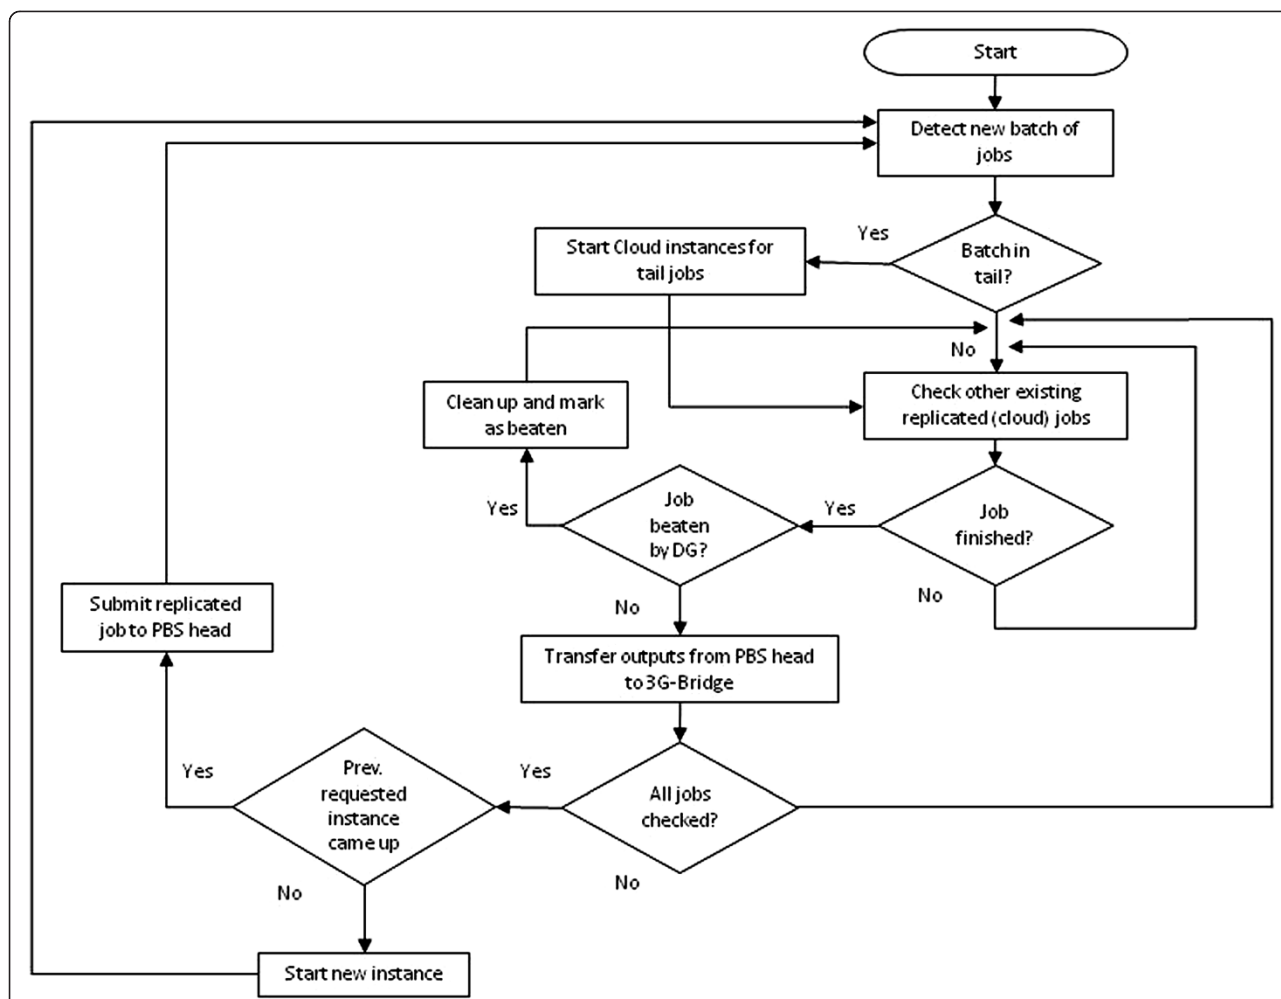 Start
Detect new batch of
jobs
Batch in
tail?
Yes
Start Cloud instances for
tail jobs
No
Check other existing
replicated (cloud) jobs
Clean up and mark
as beaten
Job
finished?
Yes
No
Job
beaten
by DG?
Yes
No
Transfer outputs from PBS head
to 3G-Bridge
Submit replicated
job to PBS head
All jobs
checked?
Yes
No
Prev.
requested
instance
came up
Yes
No
Start new instance